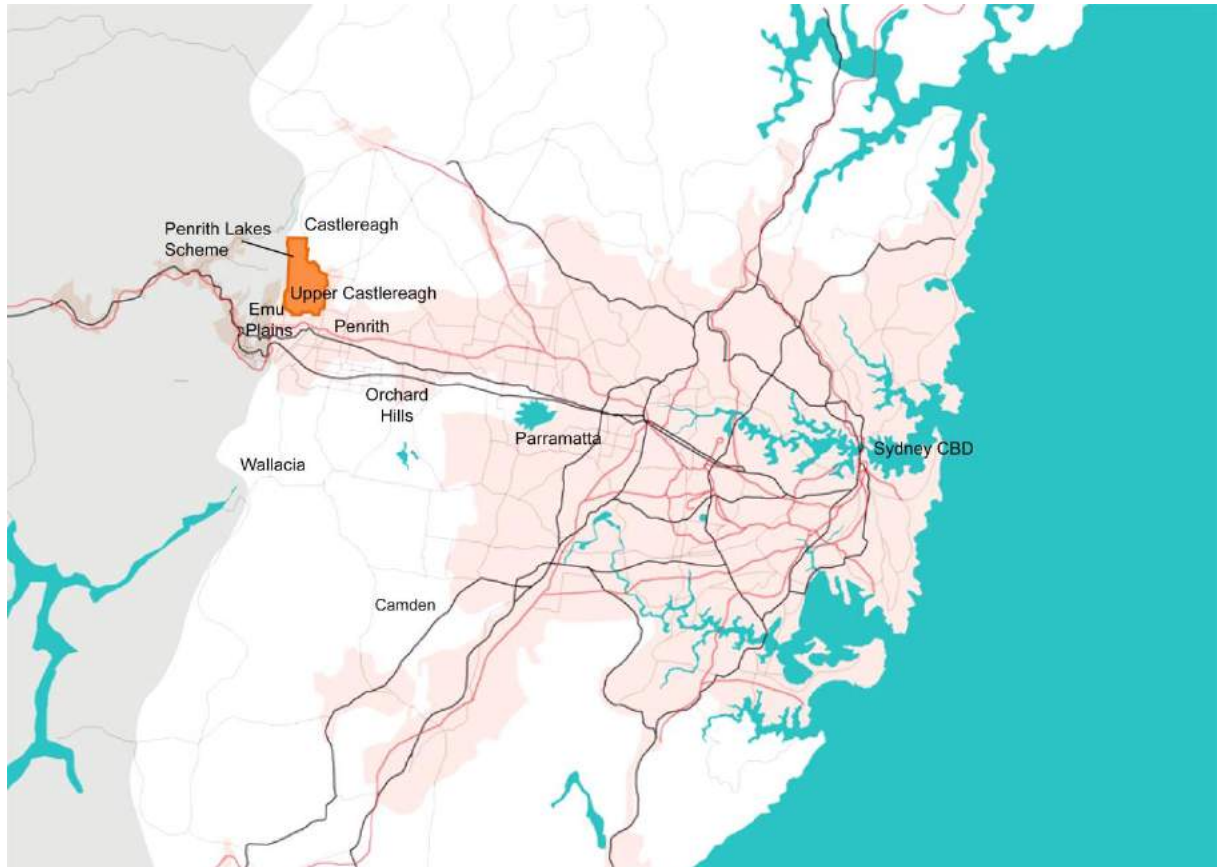 Castlereagh
Penrith Lakes
Scheme
Upper Castlereagh
Emu
Plains
Penrith
Orchard
Hills
Parramatta
Sydney CBD
Wallacia
Camden